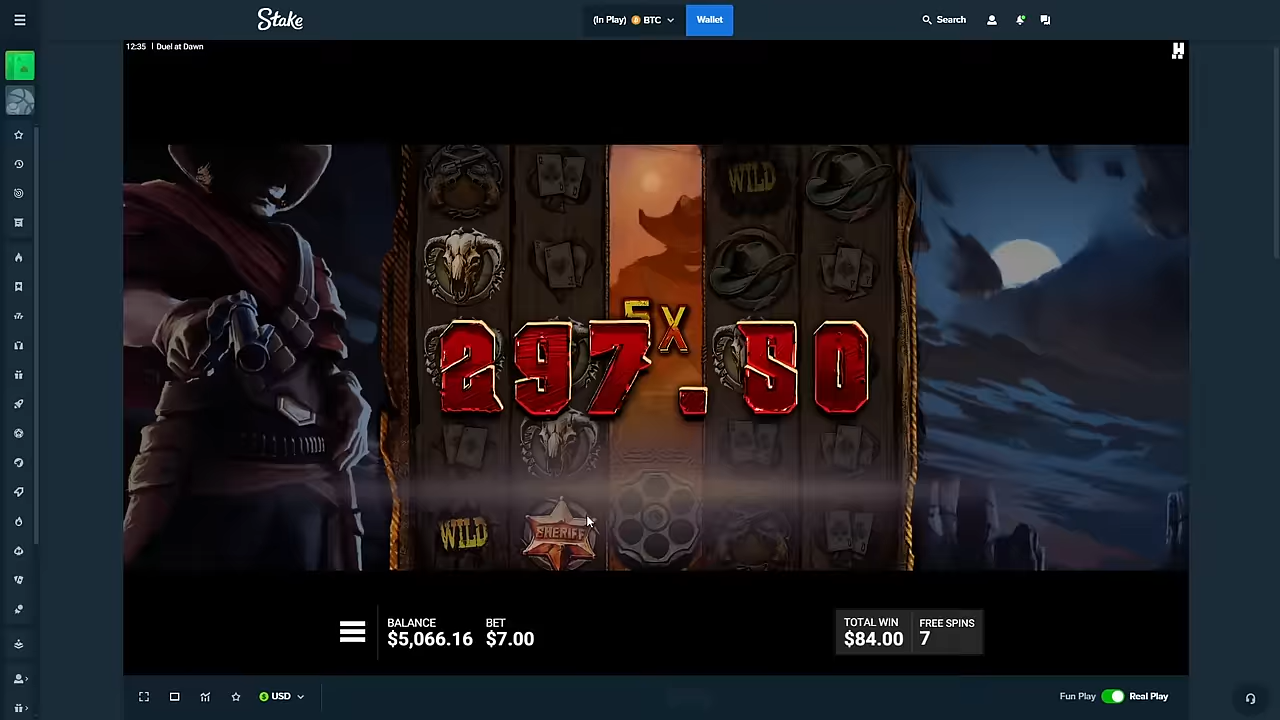 Stake
(In Play) BTC
Wallet
Search
12:35 | Duel at Dawn
WILD
5X
297.50
WILD
SHERIFF
BALANCE
$5,066.16
BET
$7.00
TOTAL WIN
$84.00
FREE SPINS
7
USD
Fun Play
Real Play